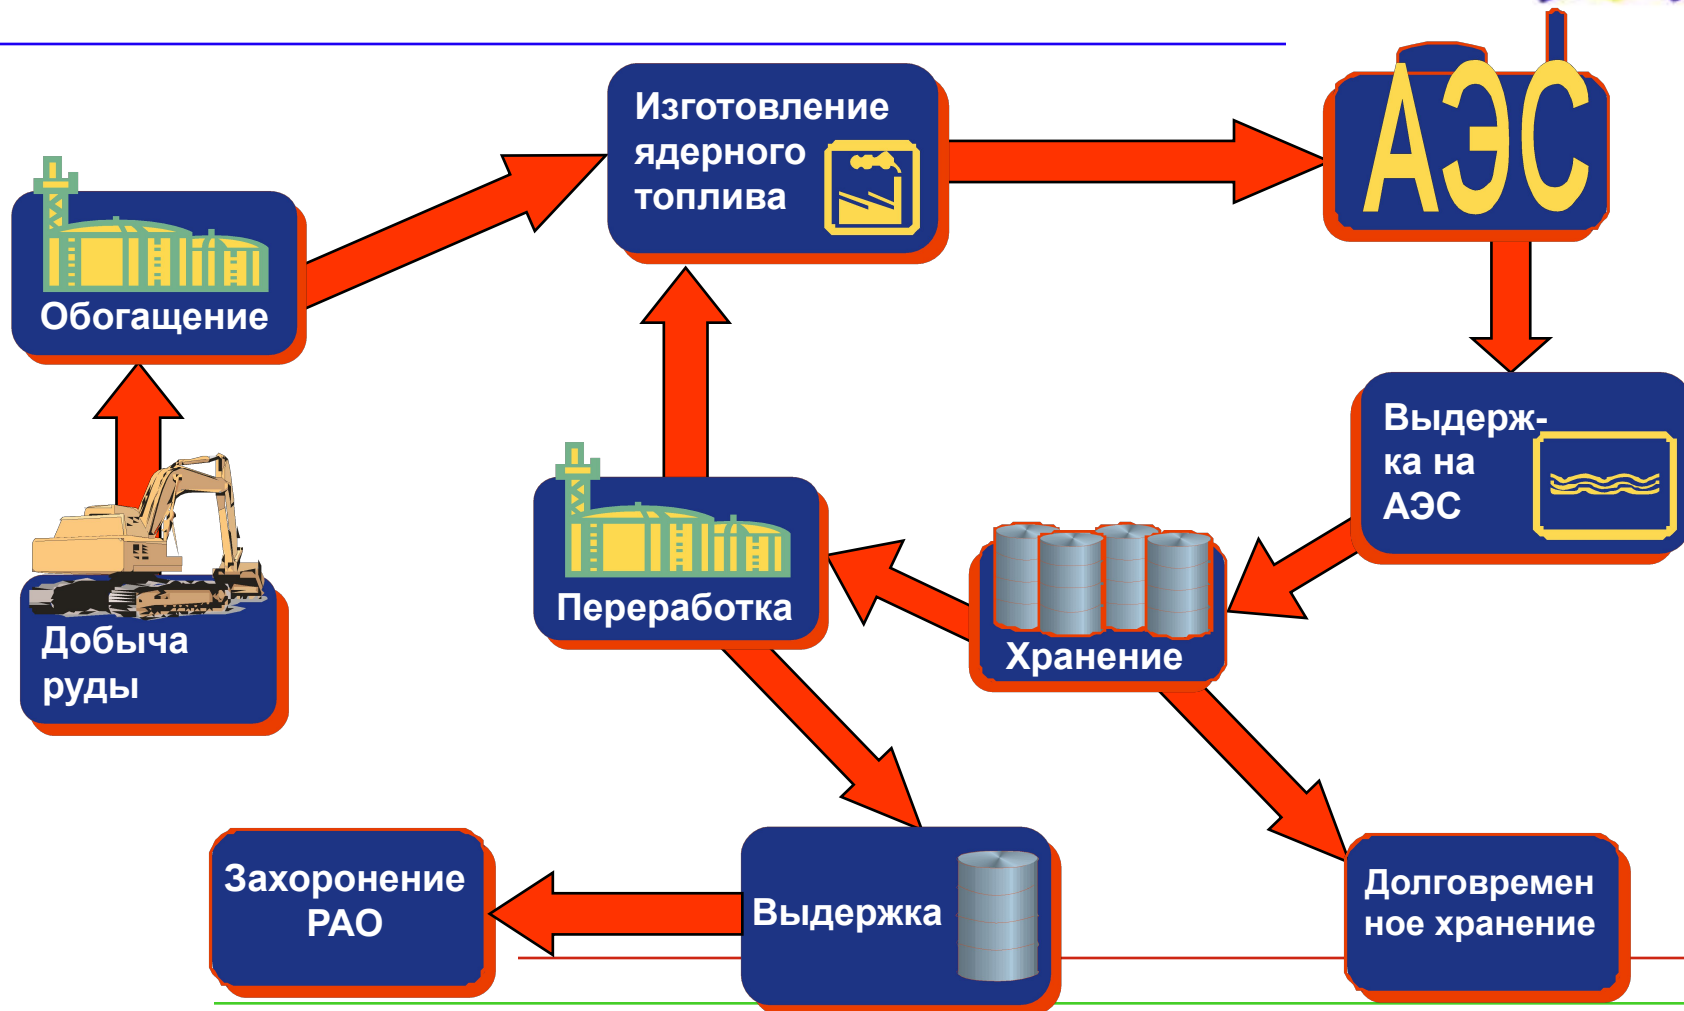 Изготовление
ядерного
топлива
АЭС
Обогащение
Выдерж-
ка на
АЭС
Переработка
Добыча
руды
Хранение
Захоронение
РАО
Выдержка
Долговремен
ное хранение